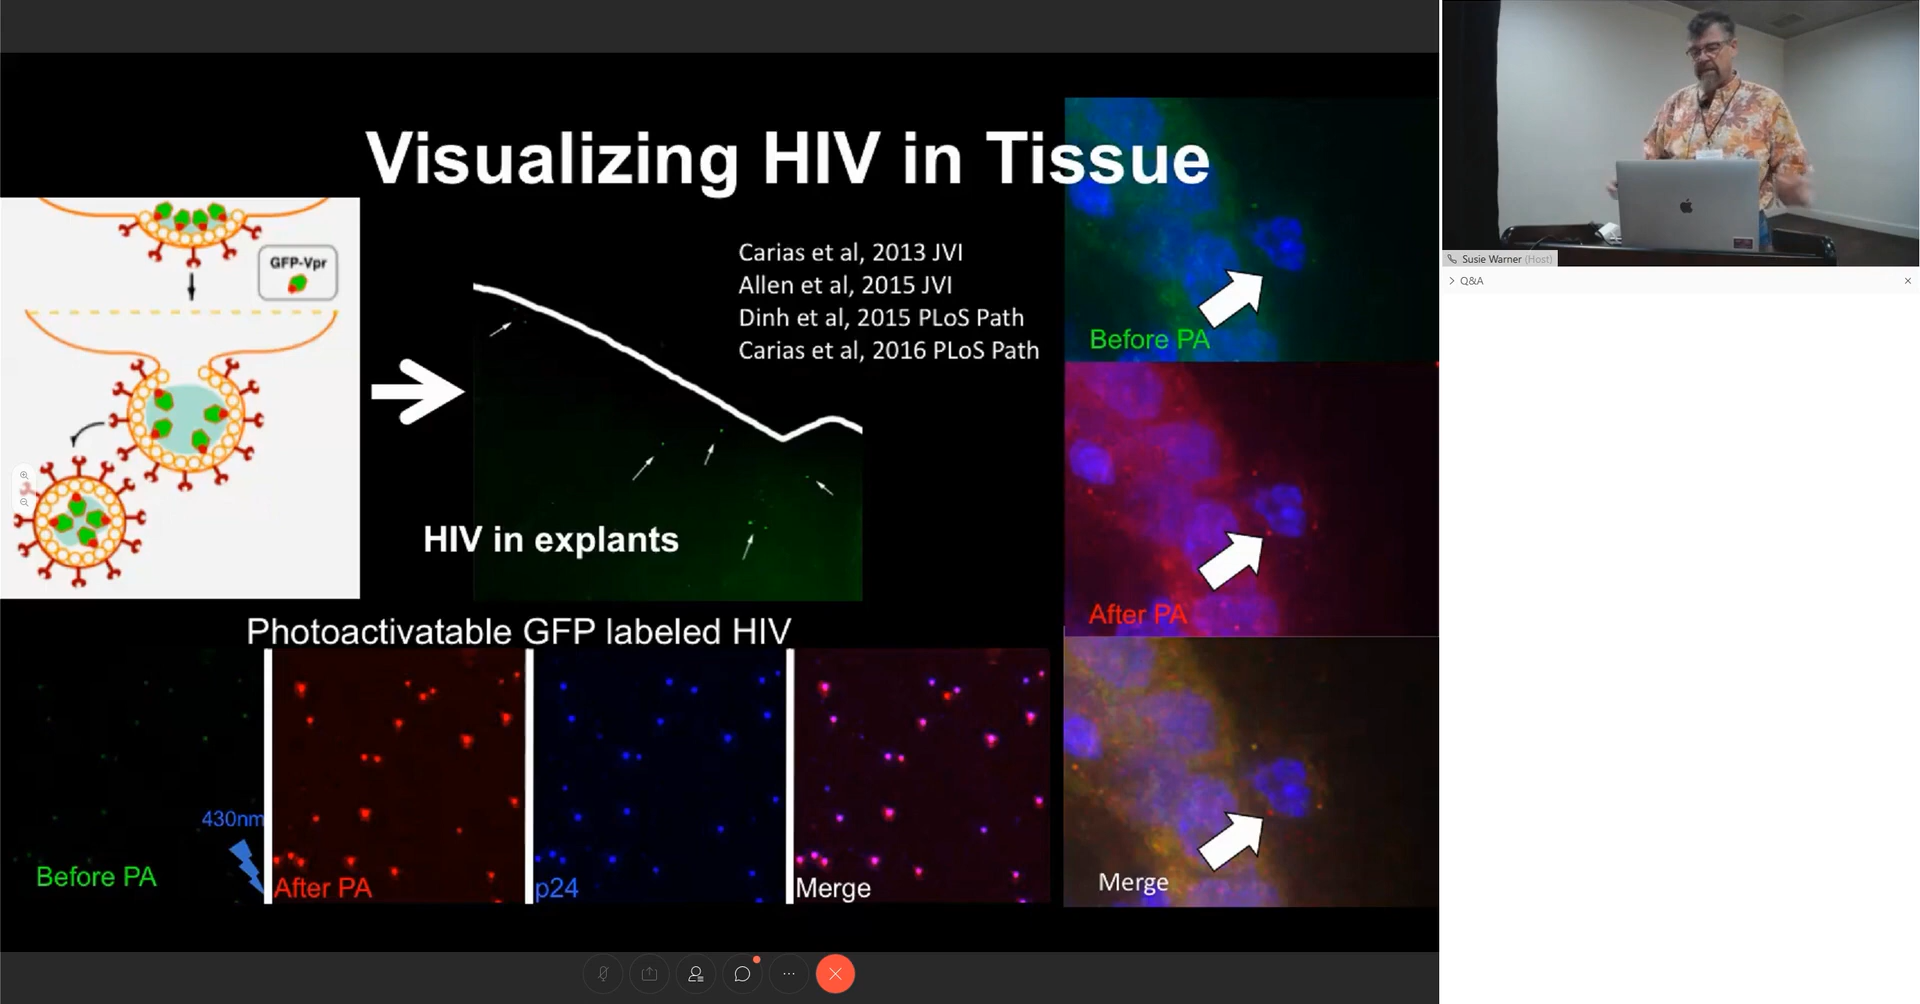 Visualizing HIV in Tissue
GFP-Vpr
Carias et al, 2013 JVI
Allen et al, 2015 JVI
Dinh et al, 2015 PLoS Path
Carias et al, 2016 PLoS Path
HIV in explants
Before PA
After PA
Merge
Photoactivatable GFP labeled HIV
430nm
Before PA
After PA
p24
Merge
Susie Warner (Host)
Q&A